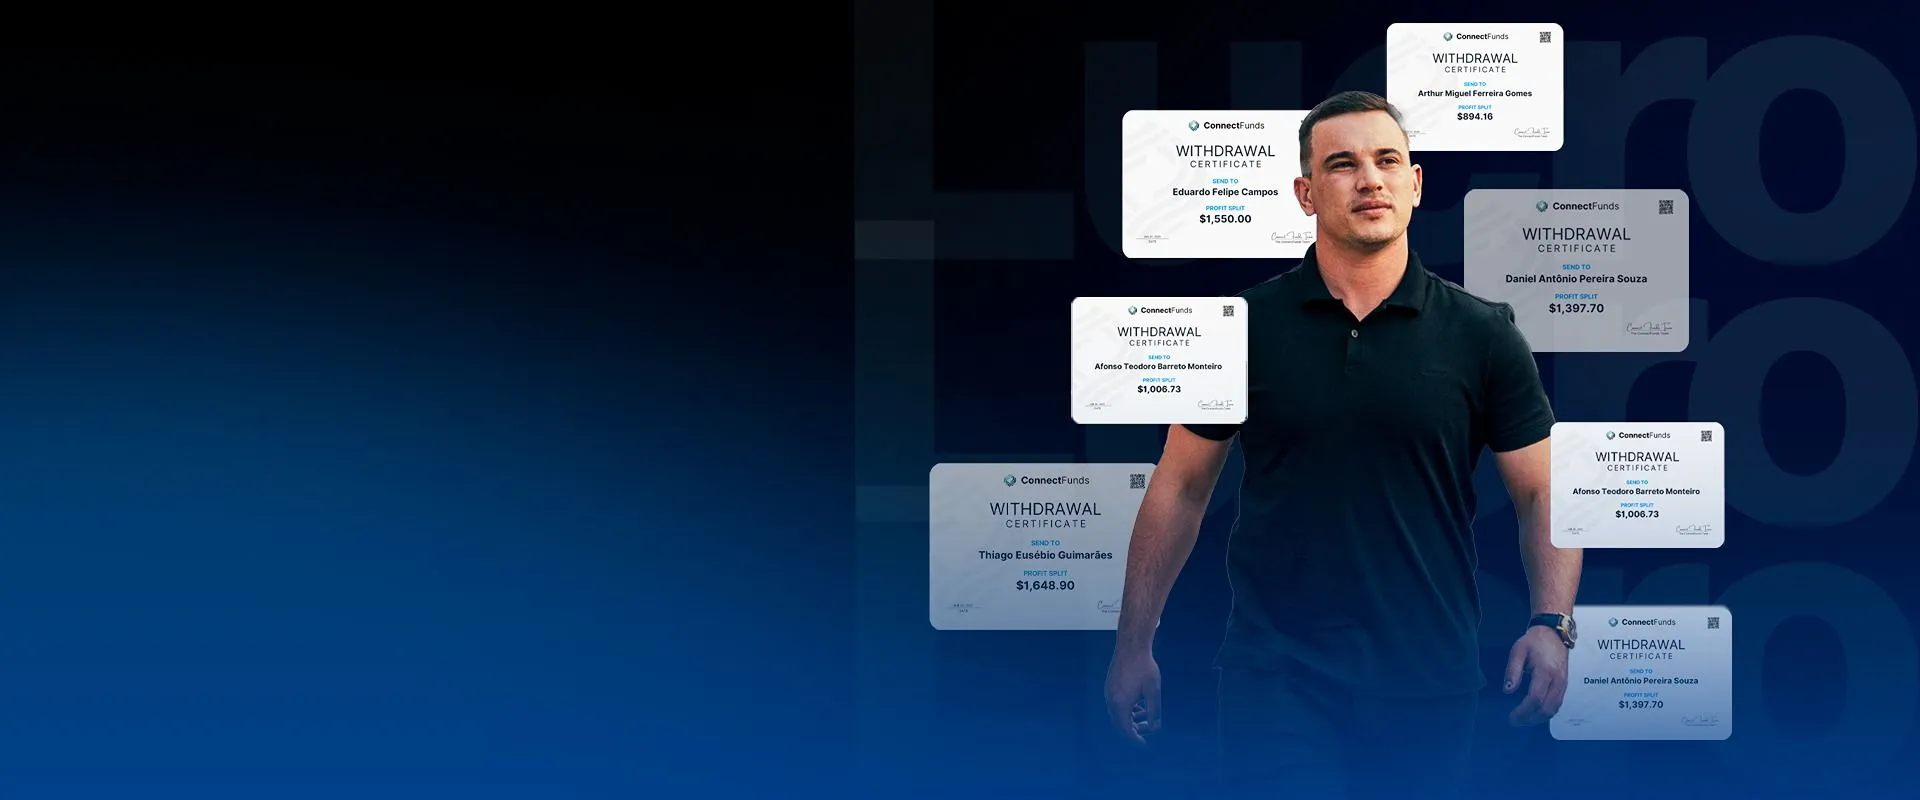 Lucro
ConnectFunds
WITHDRAWAL
CERTIFICATE
SEND TO
Arthur Miguel Ferreira Gomes
PROFIT SPLIT
$894.16
ConnectFunds
WITHDRAWAL
CERTIFICATE
SEND TO
Eduardo Felipe Campos
PROFIT SPLIT
$1,550.00
DATE
ConnectFunds
WITHDRAWAL
CERTIFICATE
SEND TO
Daniel Antônio Pereira Souza
PROFIT SPLIT
$1,397.70
ConnectFunds
WITHDRAWAL
CERTIFICATE
SEND TO
Afonso Teodoro Barreto Monteiro
PROFIT SPLIT
$1,006.73
DATE
ConnectFunds
WITHDRAWAL
CERTIFICATE
SEND TO
Afonso Teodoro Barreto Monteiro
PROFIT SPLIT
$1,006.73
DATE
ConnectFunds
WITHDRAWAL
CERTIFICATE
SEND TO
Thiago Eusébio Guimarães
PROFIT SPLIT
$1,648.90
DATE
ConnectFunds
WITHDRAWAL
CERTIFICATE
SEND TO
Daniel Antônio Pereira Souza
PROFIT SPLIT
$1,397.70